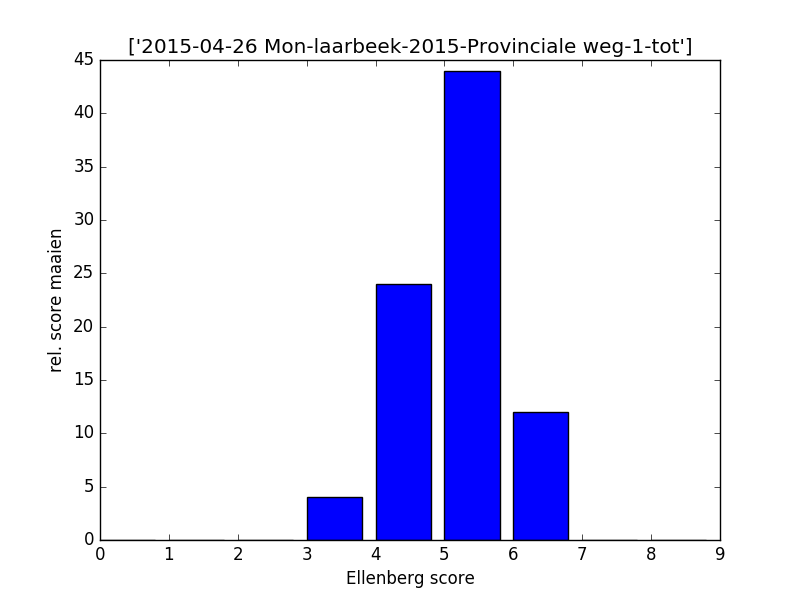 ['2015-04-26 Mon-laarbeek-2015-Provinciale weg-1-tot']
45
40
35
30
25
20
15
10
5
0
rel. score maaien
0 1 2 3 4 5 6 7 8 9
Ellenberg score